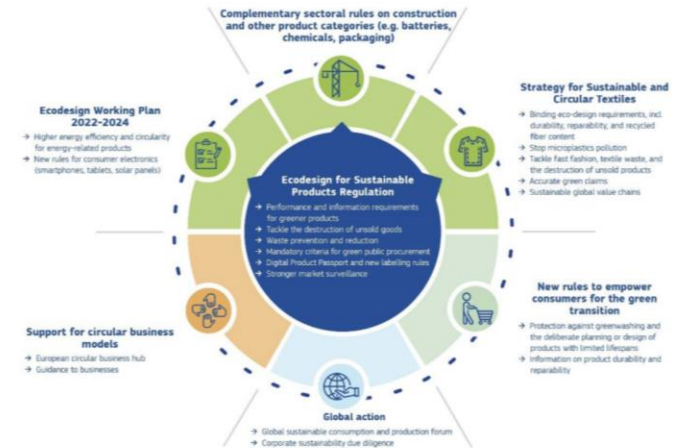 Complementary sectoral rules on construction
and other product categories (e.g. batteries,
chemicals, packaging)
Ecodesign Working Plan
2022-2024
→ Higher energy efficiency and circularity
for energy-related products
→ New rules for consumer electronics
(smartphones, tablets, solar panels)
Strategy for Sustainable and
Circular Textiles
→ Binding eco-design requirements, incl.
durability, reparability, and recycled
fiber content
→ Stop microplastics pollution
→ Tackle fast fashion, textile waste, and
the destruction of unsold products
→ Accurate green claims
→ Sustainable global value chains
Ecodesign for Sustainable
Products Regulation
→ Performance and information requirements
for greener products
→ Tackle the destruction of unsold goods
→ Waste prevention and reduction
→ Mandatory criteria for green public procurement
→ Digital Product Passport and new labelling rules
→ Stronger market surveillance
Support for circular business
models
→ European circular business hub
→ Guidance to businesses
New rules to empower
consumers for the green
transition
→ Protection against greenwashing and
the deliberate planning or design of
products with limited lifespans
→ Information on product durability and
reparability
Global action
→ Global sustainable consumption and production forum
→ Corporate sustainability due diligence